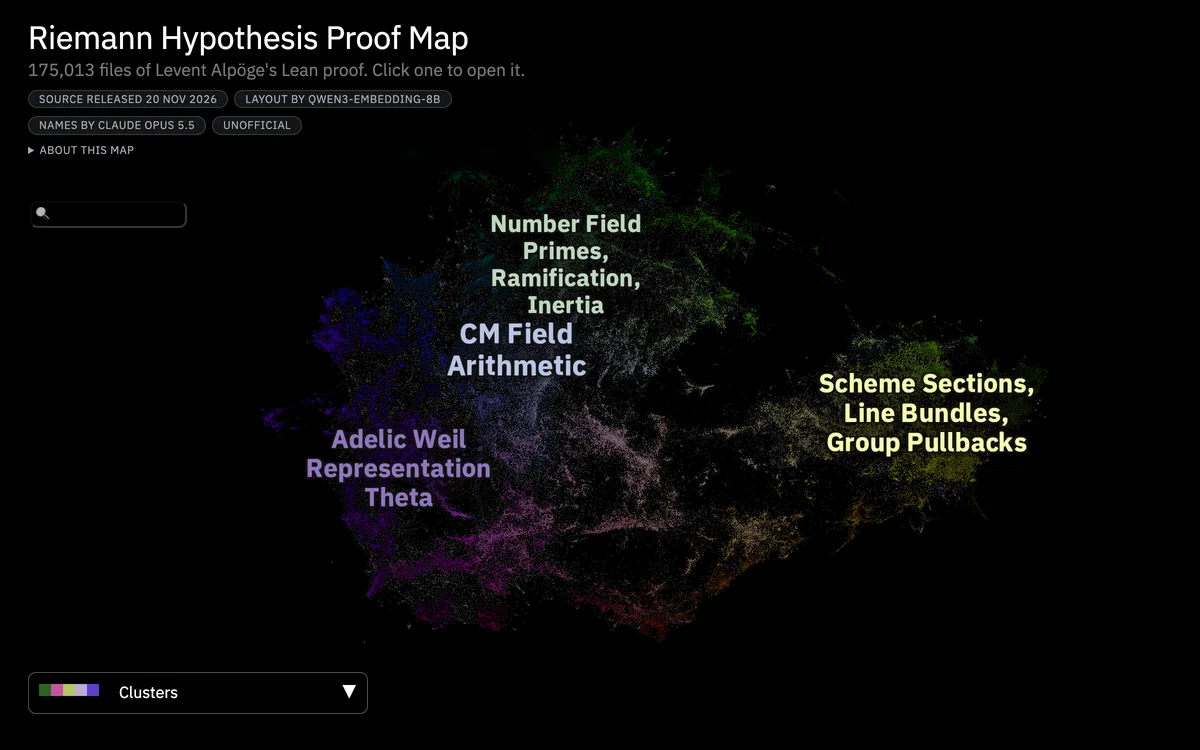 Riemann Hypothesis Proof Map
175,013 files of Levent Alpöge's Lean proof. Click one to open it.
SOURCE RELEASED 20 NOV 2026
LAYOUT BY QWEN3-EMBEDDING-8B
NAMES BY CLAUDE OPUS 5.5
UNOFFICIAL
ABOUT THIS MAP
Number Field
Primes,
Ramification,
Inertia
CM Field
Arithmetic
Scheme Sections,
Line Bundles,
Group Pullbacks
Adelic Weil
Representation
Theta
Clusters